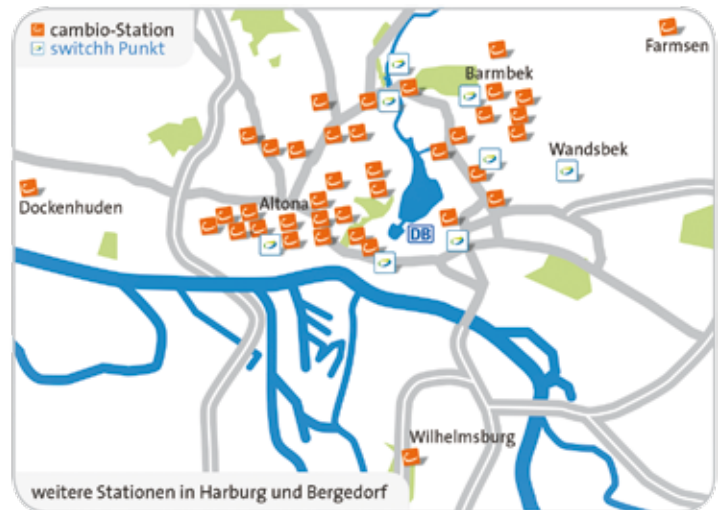 cambio-Station
switchh Punkt
Farmsen
Barmbek
Wandsbek
Dockenhuden
Altona
DB
Wilhelmsburg
weitere Stationen in Harburg und Bergedorf